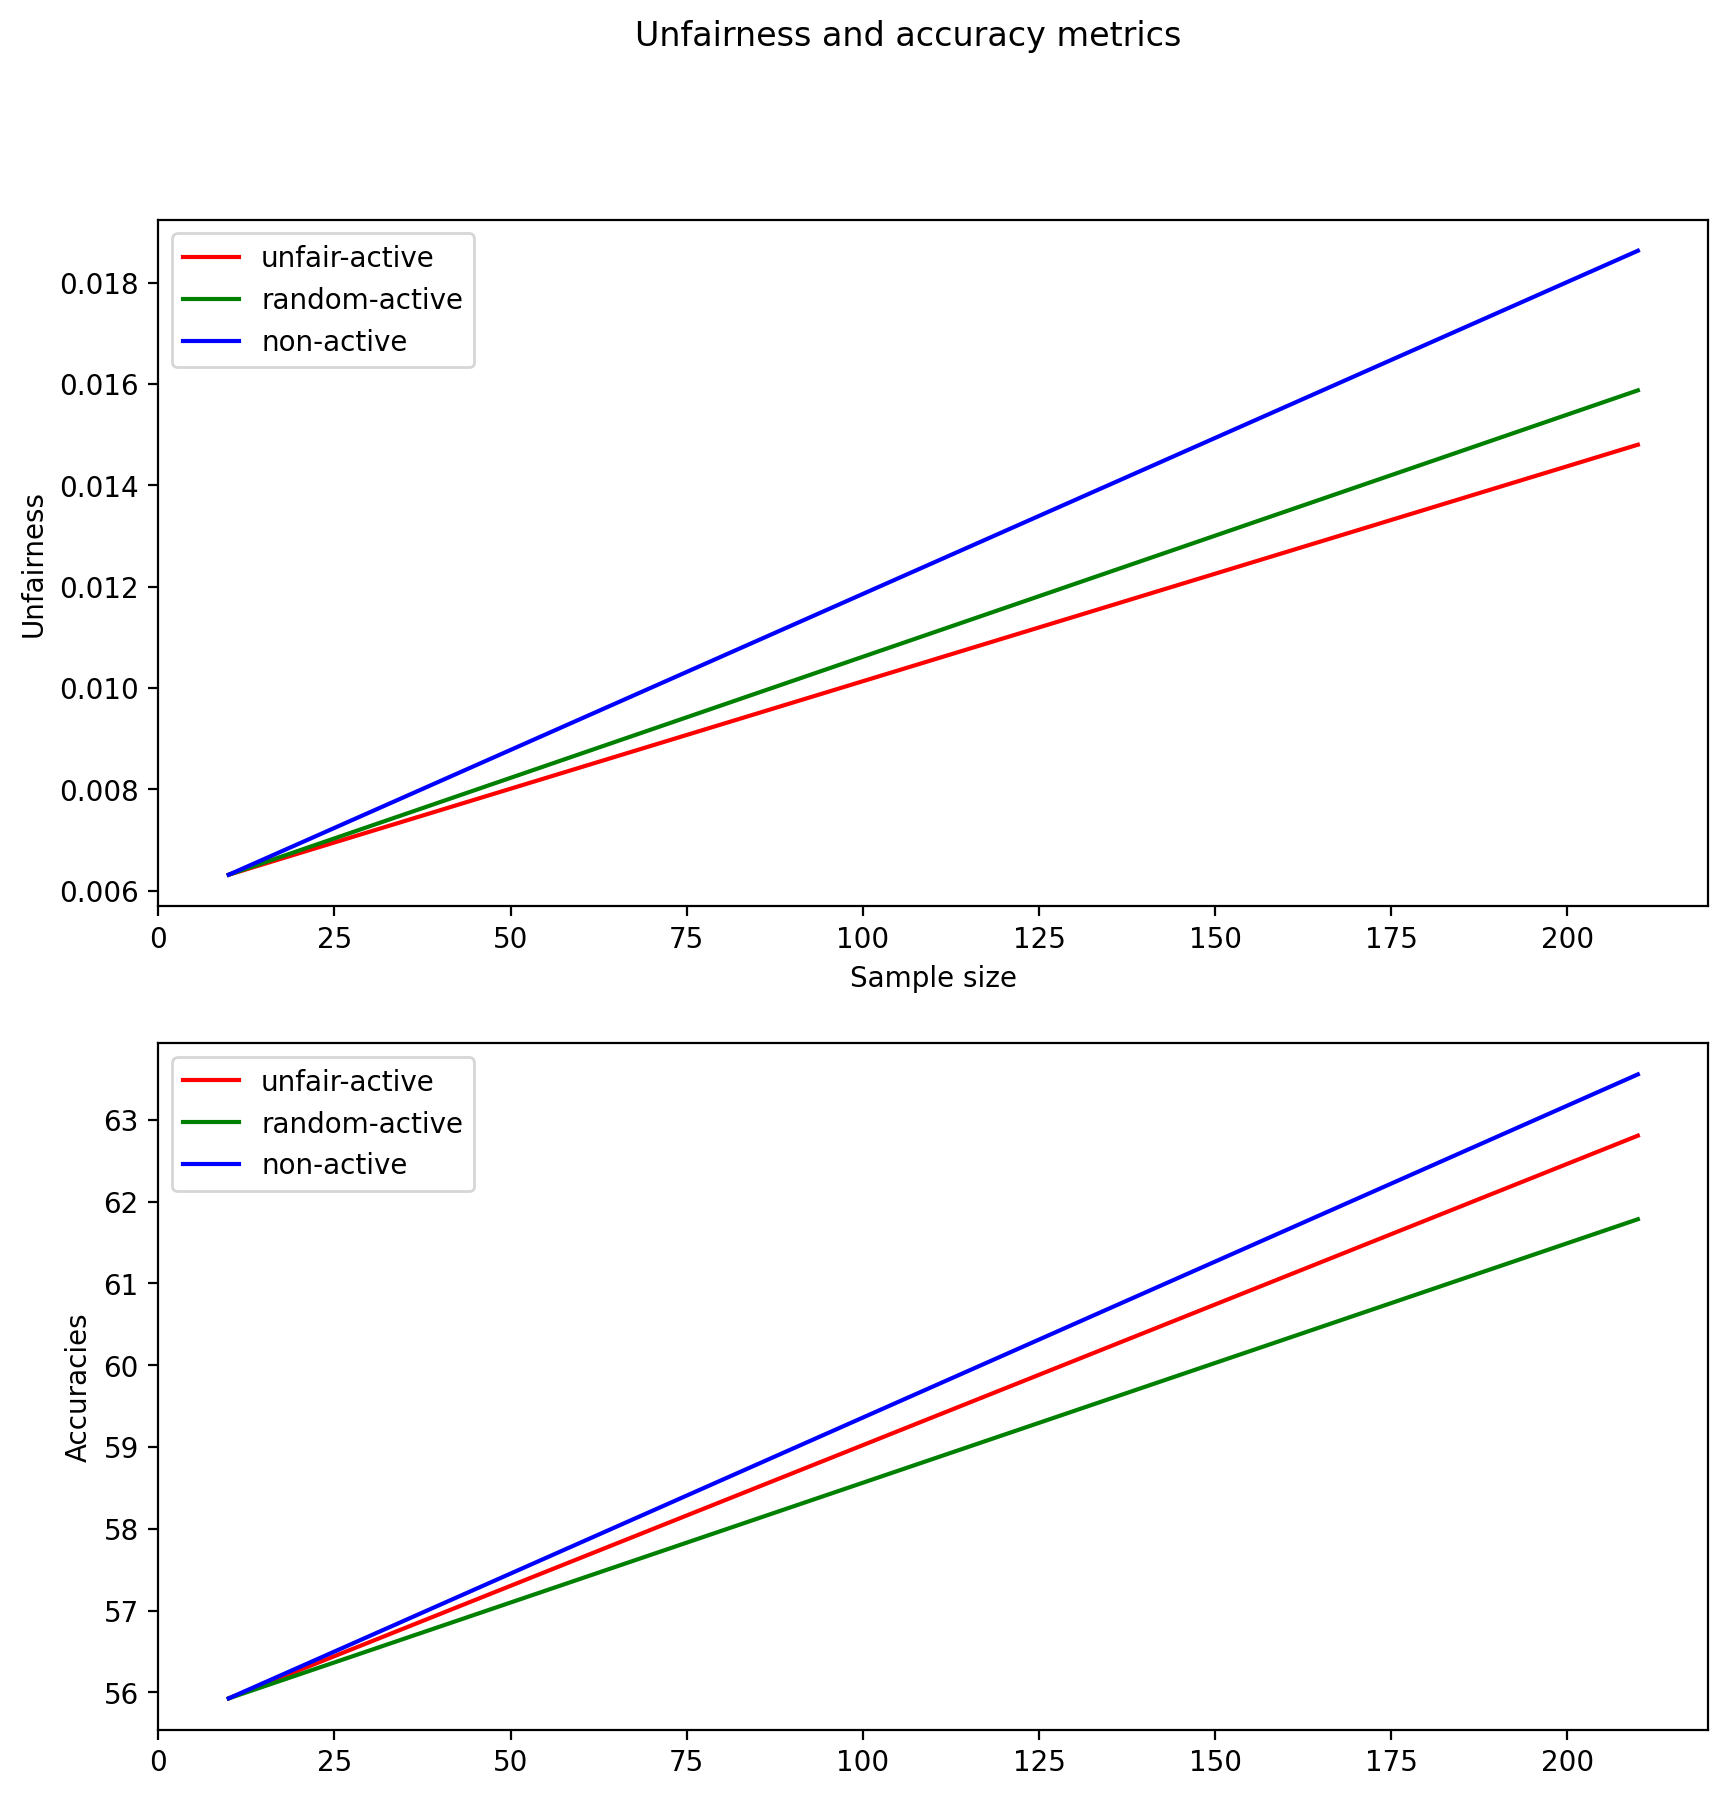 Unfairness and accuracy metrics
unfair-active
random-active
non-active
0.018
0.016
0.014
0.012
0.010
0.008
0.006
Unfairness
0 25 50 75 100 125 150 175 200
Sample size
unfair-active
random-active
non-active
63
62
61
60
59
58
57
56
Accuracies
0 25 50 75 100 125 150 175 200